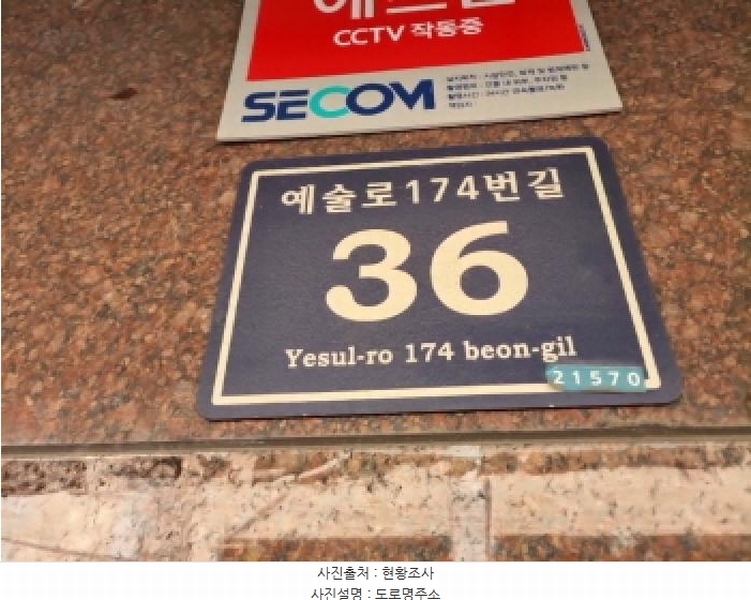 CCTV 작동중
SECOM
예술로174번길
36
Yesul-ro 174 beon-gil
21570
사진출처 : 현황조사
사진설명 : 도로명주소